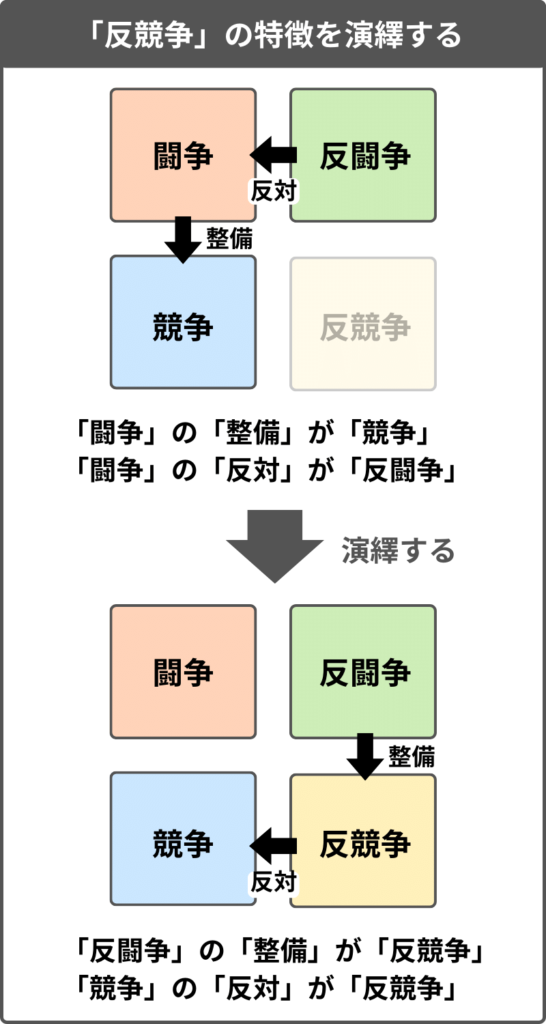 「反競争」の特徴を演繹する
闘争
反闘争
反対
整備
競争
反競争
「闘争」の「整備」が「競争」
「闘争」の「反対」が「反闘争」
演繹する
闘争
反闘争
整備
競争
反競争
反対
「反闘争」の「整備」が「反競争」
「競争」の「反対」が「反競争」